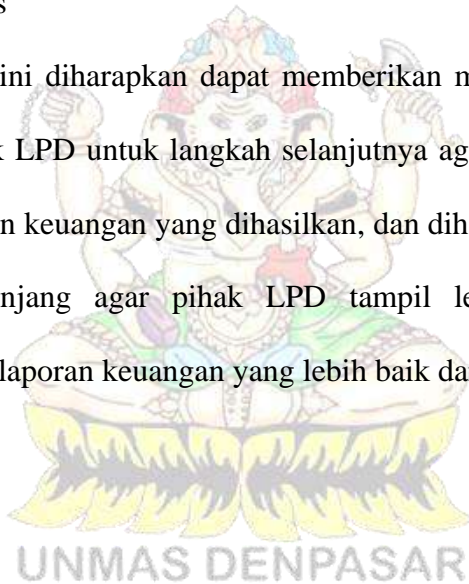 s
ini diharapkan dapat memberikan m
LPD untuk langkah selanjutnya ag
n keuangan yang dihasilkan, dan dih
njang agar pihak LPD tampil le
laporan keuangan yang lebih baik da
UNMAS DENPASAR